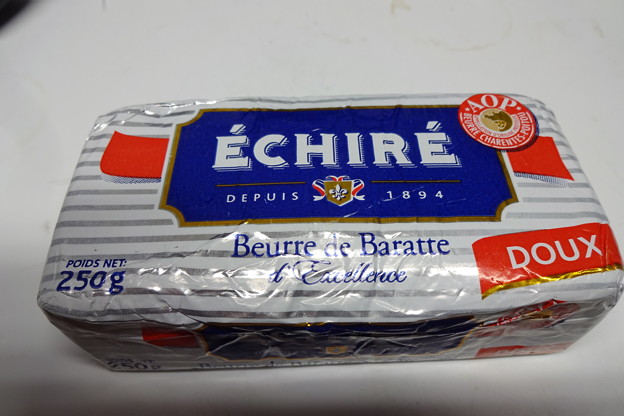 AOP
BEURRE CHARENTES-POITOU
ÉCHIRÉ
DEPUIS 1894
Beurre de Baratte
d'Excellence
POIDS NET:
250g
DOUX